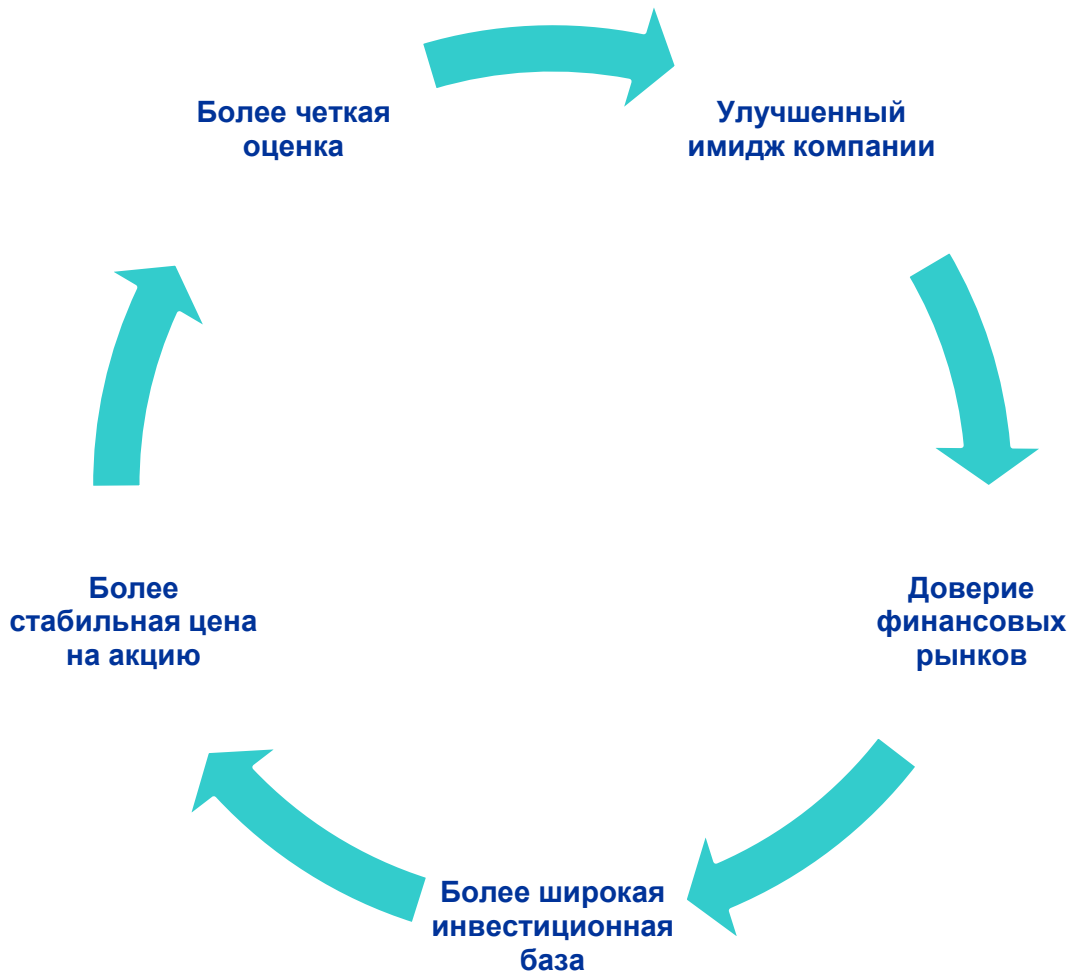 Более четкая
оценка
Улучшенный
имидж компании
Доверие
финансовых
рынков
Более широкая
инвестиционная
база
Более
стабильная цена
на акцию